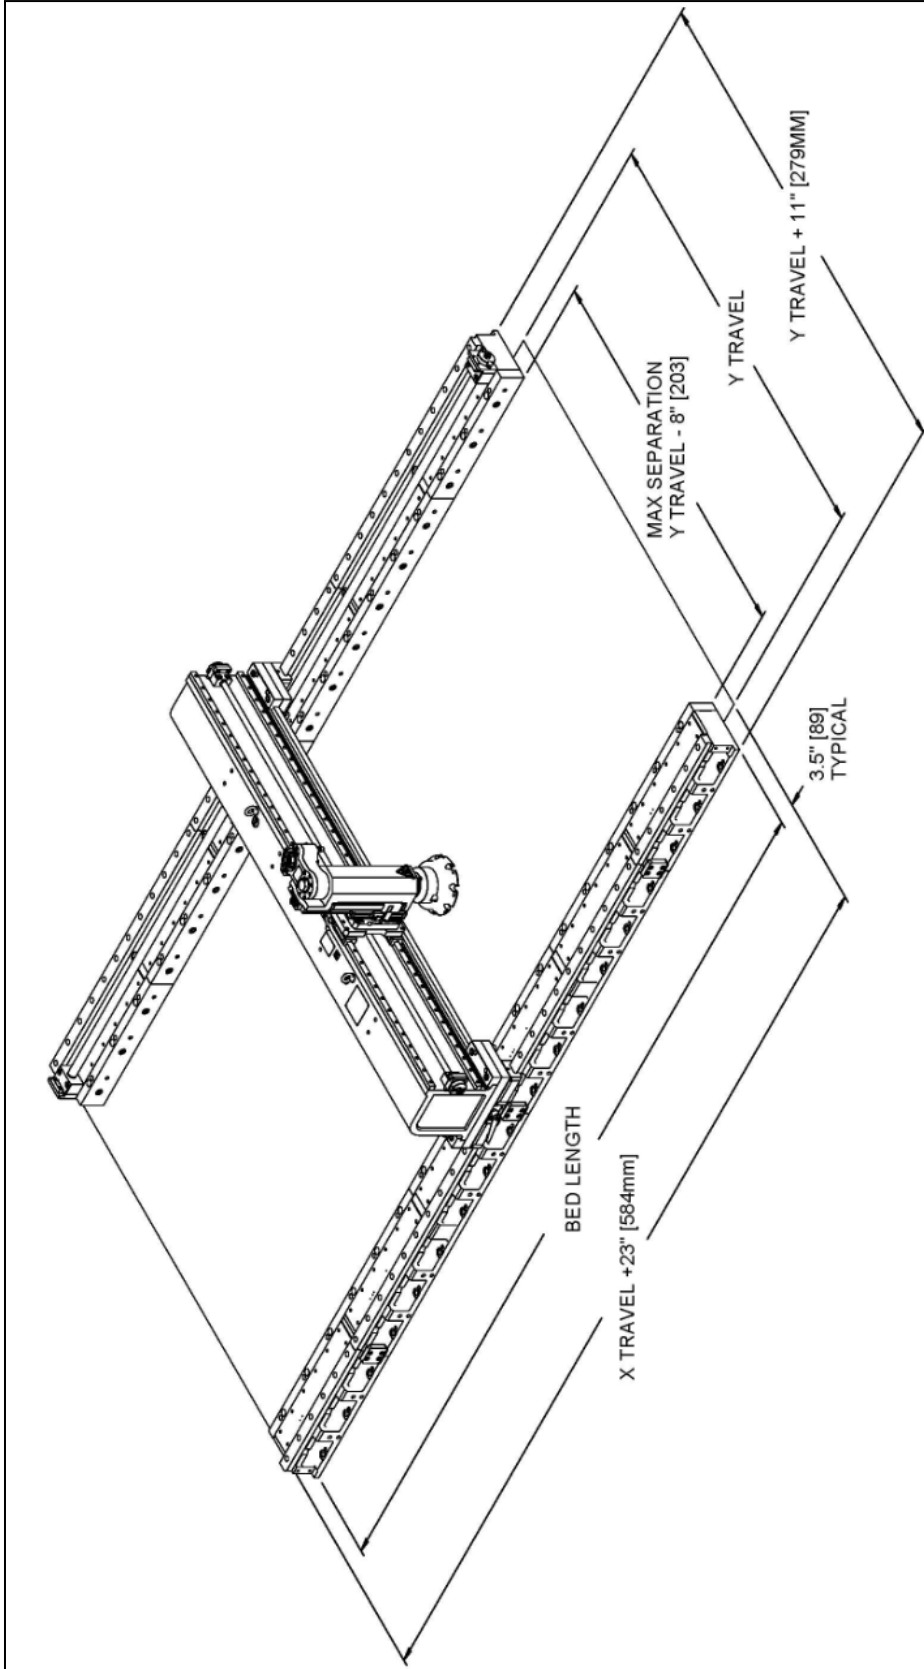 Y TRAVEL + 11" [279MM]
Y TRAVEL
MAX SEPARATION
Y TRAVEL - 8" [203]
3.5" [89]
TYPICAL
BED LENGTH
X TRAVEL +23" [584mm]